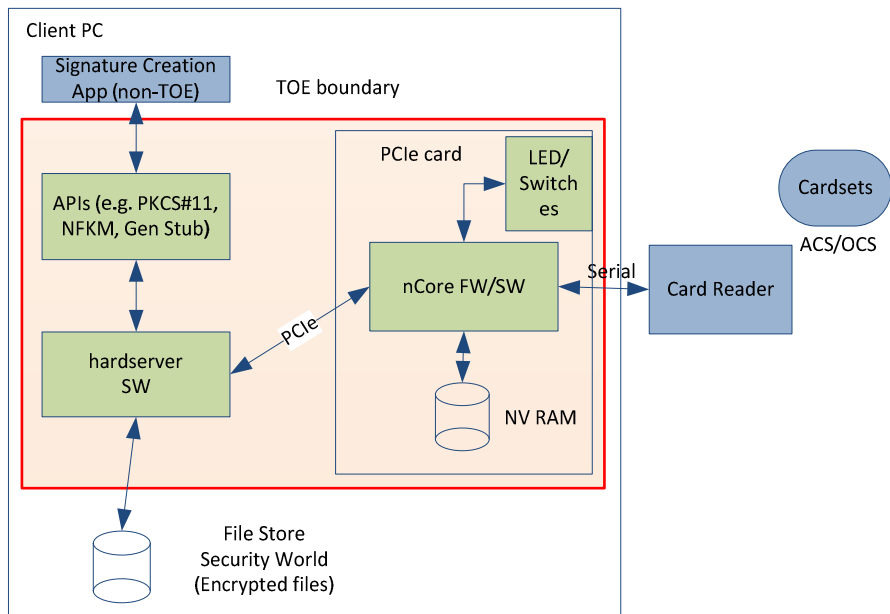 Client PC
Signature Creation
App (non-TOE)
TOE boundary
PCIe card
LED/
Switch
es
APIs (e.g. PKCS#11,
NFKM, Gen Stub)
Cardsets
ACS/OCS
nCore FW/SW
Serial
Card Reader
PCIe
hardserver
SW
NV RAM
File Store
Security World
(Encrypted files)